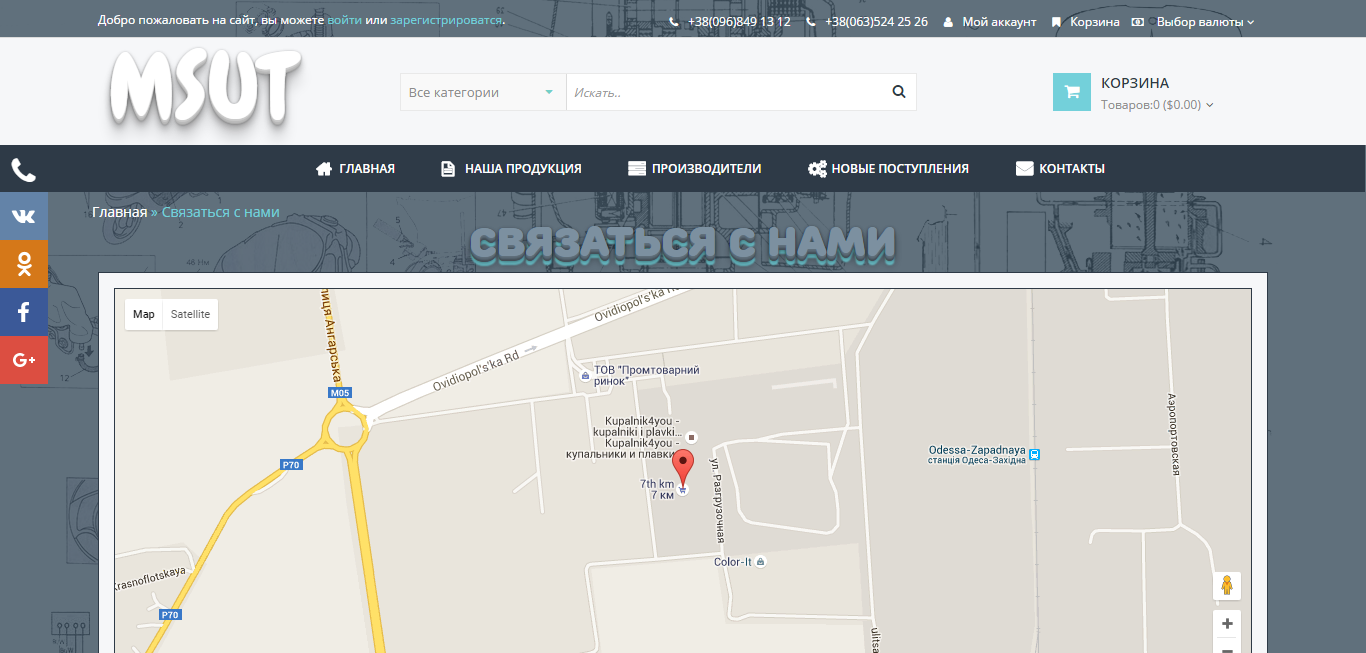 Добро пожаловать на сайт, вы можете войти или зарегистрироватся.
+38(096)849 13 12 +38(063)524 25 26 Мой аккаунт Корзина Выбор валюты
MSUT
Все категории
Искать..
КОРЗИНА
Товаров:0 ($0.00)
ГЛАВНАЯ НАША ПРОДУКЦИЯ ПРОИЗВОДИТЕЛИ НОВЫЕ ПОСТУПЛЕНИЯ КОНТАКТЫ
Главная » Связаться с нами
СВЯЗАТЬСЯ С НАМИ
Map Satellite
лиця Ангарська
Ovidiopol's'ka Rd
Ovidiopol's'ka Rd
ТОВ "Промтоварний
ринок"
M05
Kupalnik4you -
kupalniki i plavki...
Kupalnik4you -
купальники и плавки
P70
7th km
7 км
ул. Разгрузочная
Odessa-Zapadnaya
станція Одеса-Західна
Аэропортовская
Color-It
Krasnoflotskaya
P70
ulitsa
G+
12